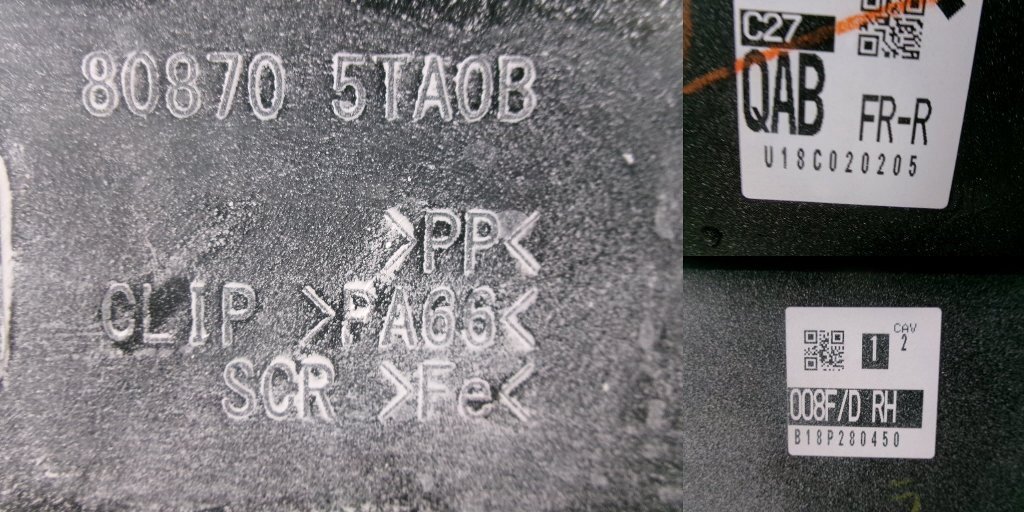 80870 5TA0B
>PP<
CLIP >PA66<
SCR >Fe<
C27
QAB
FR-R
U18C020205
CAV
1 2
008F/D RH
B18P280450